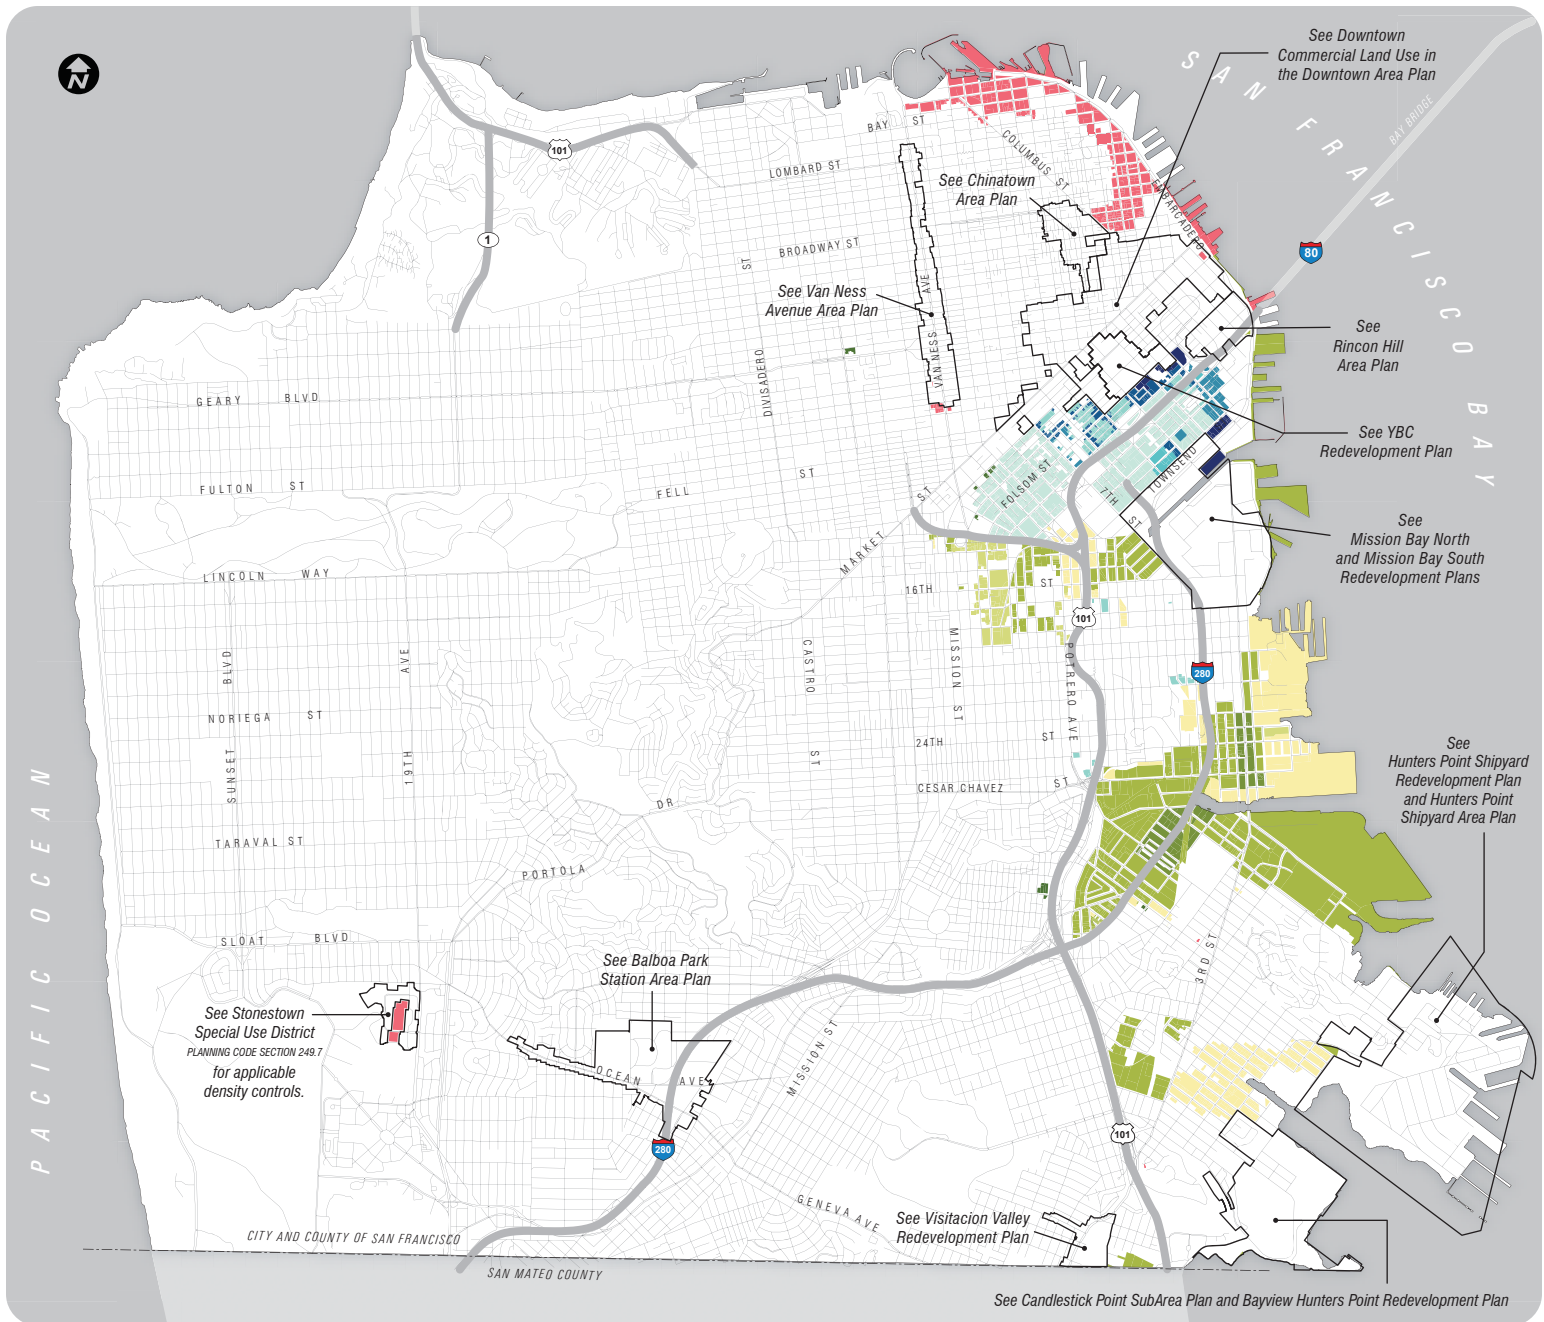 N
See Downtown
Commercial Land Use in
the Downtown Area Plan
SAN FRANCISCO BAY
BAY BRIDGE
BAY ST
COLUMBUS ST
101
LOMBARD ST
See Chinatown
Area Plan
EMBARCADERO
1
BROADWAY ST
80
See Van Ness
Avenue Area Plan
VAN NESS AVE
See
Rincon Hill
Area Plan
DIVISADERO ST
GEARY BLVD
See YBC
Redevelopment Plan
FULTON ST
FELL ST
FOLSOM ST
7TH ST
TOWNSEND
MARKET ST
See
Mission Bay North
and Mission Bay South
Redevelopment Plans
LINCOLN WAY
16TH ST
101
SUNSET BLVD
19TH AVE
CASTRO ST
MISSION ST
POTRERO AVE
280
NORIEGA ST
24TH ST
See
Hunters Point Shipyard
Redevelopment Plan
and Hunters Point
Shipyard Area Plan
CESAR CHAVEZ ST
TARAVAL ST
PORTOLA DR
PACIFIC OCEAN
SLOAT BLVD
3RD ST
See Balboa Park
Station Area Plan
See Stonestown
Special Use District
PLANNING CODE SECTION 249.7
for applicable
density controls.
OCEAN AVE
MISSION ST
280
101
GENEVA AVE
See Visitacion Valley
Redevelopment Plan
CITY AND COUNTY OF SAN FRANCISCO
SAN MATEO COUNTY
See Candlestick Point SubArea Plan and Bayview Hunters Point Redevelopment Plan